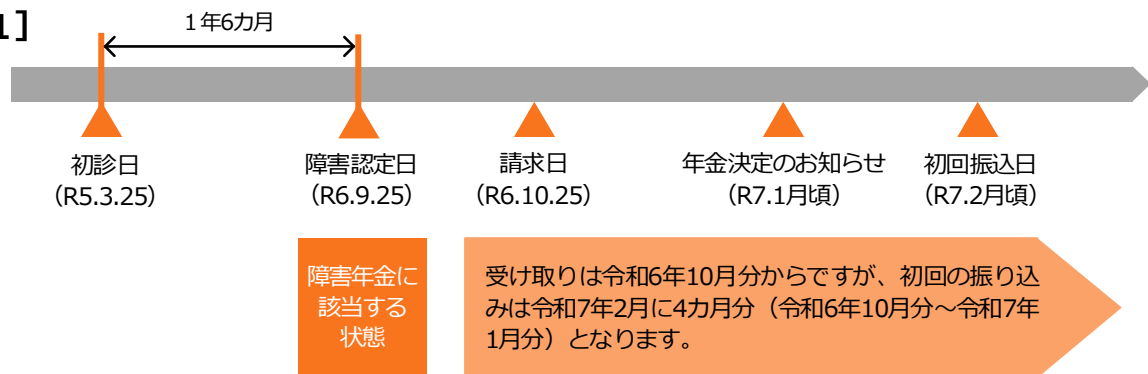 1]
1年6カ月
初診日
（R5.3.25）
障害認定日
（R6.9.25）
請求日
（R6.10.25）
年金決定のお知らせ
（R7.1月頃）
初回振込日
（R7.2月頃）
障害年金に
該当する
状態
受け取りは令和6年10月分からですが、初回の振り込
みは令和7年2月に4カ月分（令和6年10月分～令和7年
1月分）となります。